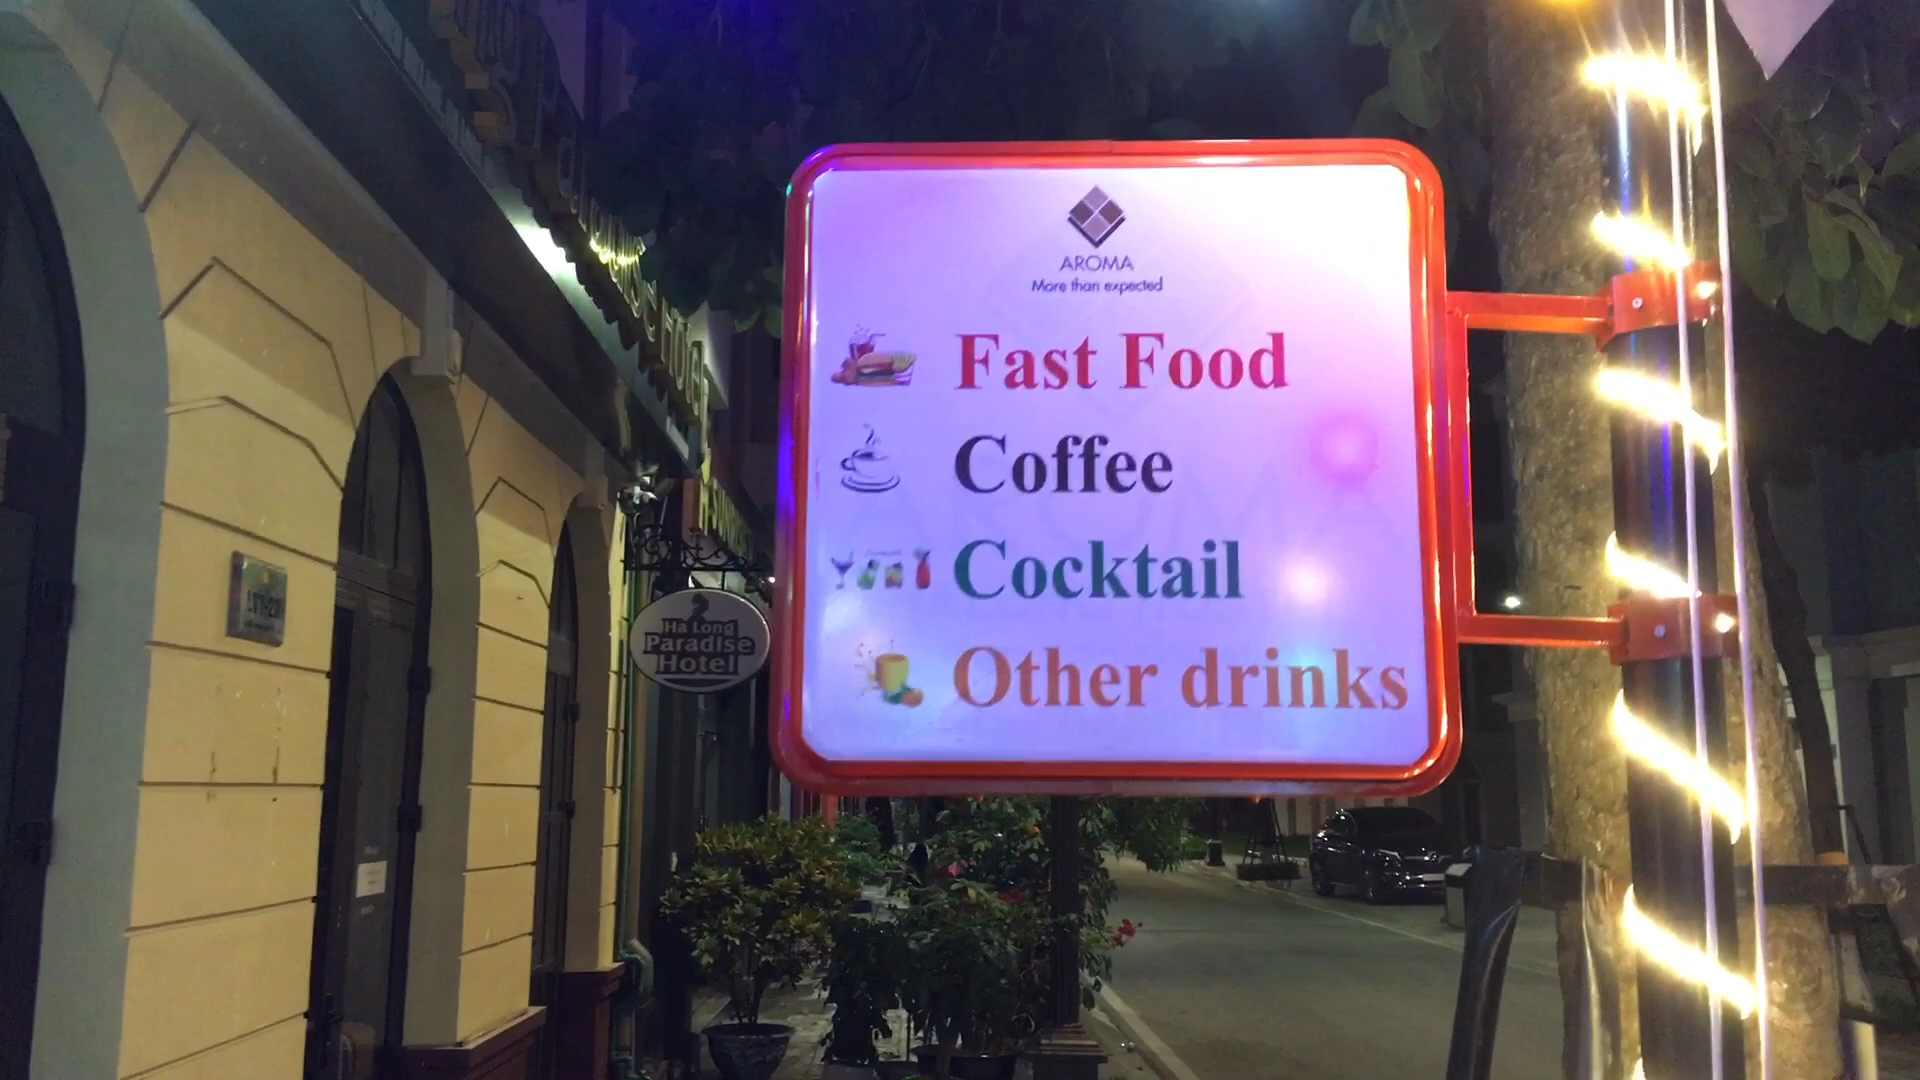 AROMA
More than expected
Fast Food
Coffee
Cocktail
Other drinks
Ha Long
Paradise
Hotel